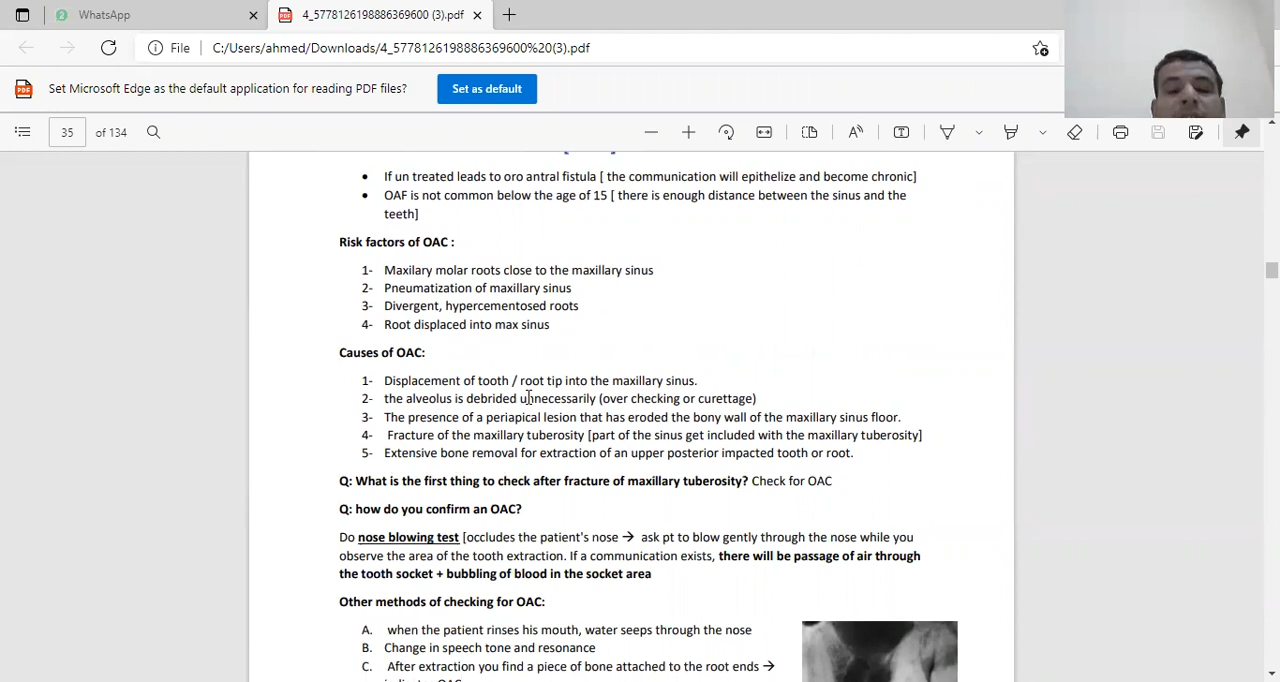 2 WhatsApp
4_5778126198886369600 (3).pdf
File C:/Users/ahmed/Downloads/4_5778126198886369600%20(3).pdf
Set Microsoft Edge as the default application for reading PDF files? Set as default
35 of 134
• If un treated leads to oro antral fistula [ the communication will epithelize and become chronic]
• OAF is not common below the age of 15 [ there is enough distance between the sinus and the
teeth]
Risk factors of OAC :
1- Maxilary molar roots close to the maxillary sinus
2- Pneumatization of maxillary sinus
3- Divergent, hypercementosed roots
4- Root displaced into max sinus
Causes of OAC:
1- Displacement of tooth / root tip into the maxillary sinus.
2- the alveolus is debrided unnecessarily (over checking or curettage)
3- The presence of a periapical lesion that has eroded the bony wall of the maxillary sinus floor.
4- Fracture of the maxillary tuberosity [part of the sinus get included with the maxillary tuberosity]
5- Extensive bone removal for extraction of an upper posterior impacted tooth or root.
Q: What is the first thing to check after fracture of maxillary tuberosity? Check for OAC
Q: how do you confirm an OAC?
Do nose blowing test [occludes the patient's nose → ask pt to blow gently through the nose while you
observe the area of the tooth extraction. If a communication exists, there will be passage of air through
the tooth socket + bubbling of blood in the socket area
Other methods of checking for OAC:
A. when the patient rinses his mouth, water seeps through the nose
B. Change in speech tone and resonance
C. After extraction you find a piece of bone attached to the root ends →